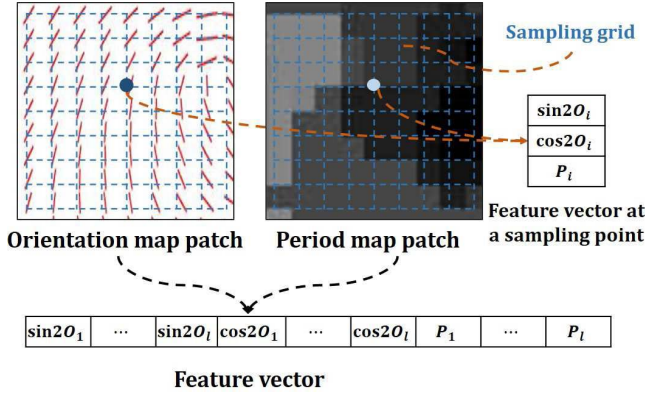 Sampling grid
sin2O_i
cos2O_i
P_i
Feature vector at
a sampling point
Orientation map patch
Period map patch
sin2O_1 ⋯ sin2O_l cos2O_1 ⋯ cos2O_l P_1 ⋯ P_l
Feature vector